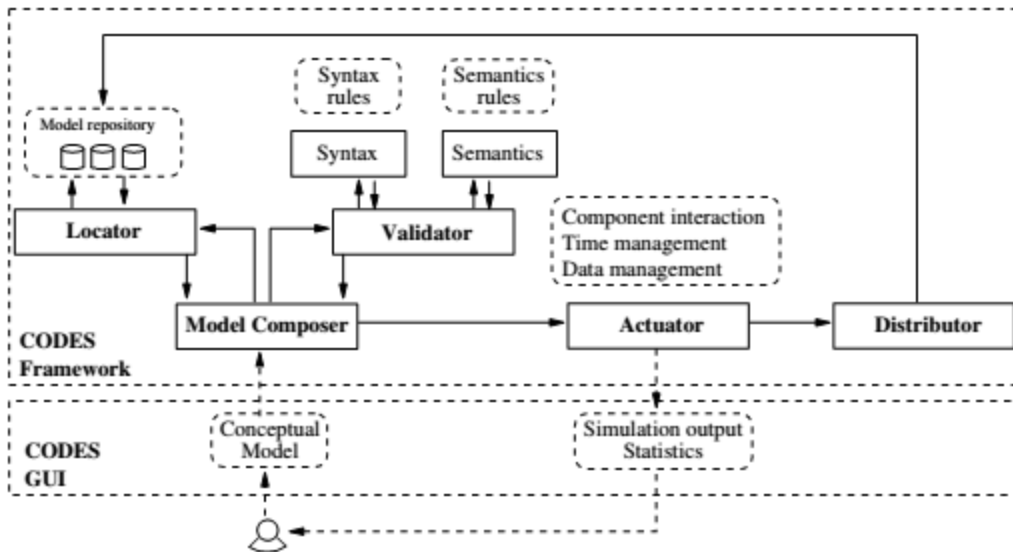 Syntax
rules
Semantics
rules
Model repository
Syntax
Semantics
Locator
Validator
Component interaction
Time management
Data management
Model Composer
Actuator
Distributor
CODES
Framework
Conceptual
Model
Simulation output
Statistics
CODES
GUI